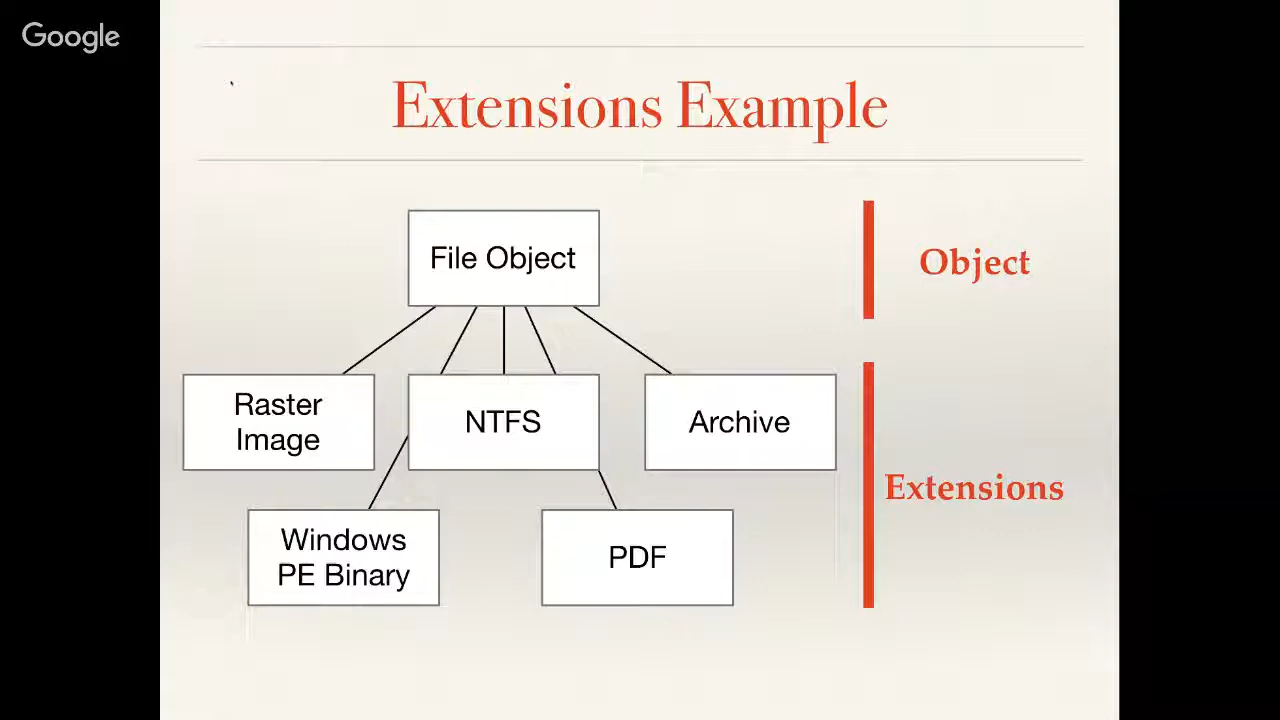 Google
Extensions Example
File Object
Object
Raster
Image
NTFS
Archive
Extensions
Windows
PE Binary
PDF